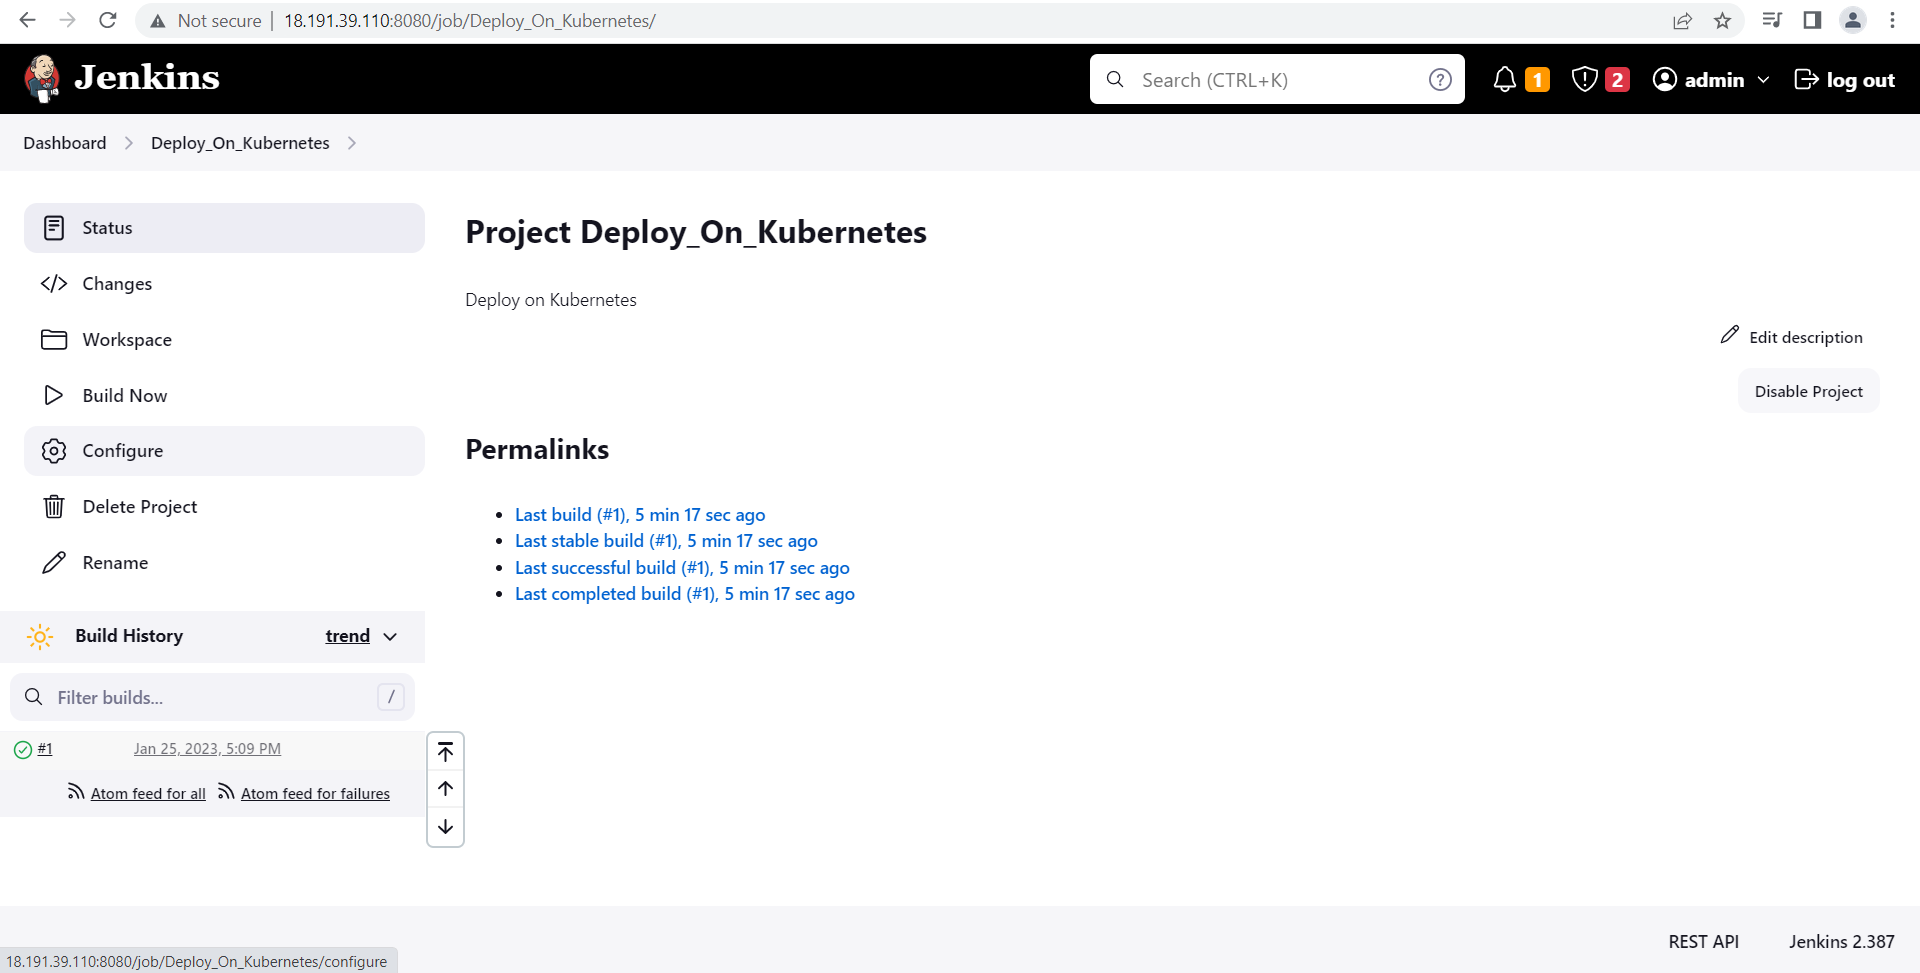 Not secure | 18.191.39.110:8080/job/Deploy_On_Kubernetes/
Jenkins
Search (CTRL+K)
?
1
2
admin
log out
Dashboard
Deploy_On_Kubernetes
Status
Changes
Workspace
Build Now
Configure
Delete Project
Rename
Build History
trend
Filter builds...
/
#1
Jan 25, 2023, 5:09 PM
Atom feed for all
Atom feed for failures
Project Deploy_On_Kubernetes
Deploy on Kubernetes
Edit description
Disable Project
Permalinks
Last build (#1), 5 min 17 sec ago
Last stable build (#1), 5 min 17 sec ago
Last successful build (#1), 5 min 17 sec ago
Last completed build (#1), 5 min 17 sec ago
REST API
Jenkins 2.387
18.191.39.110:8080/job/Deploy_On_Kubernetes/configure